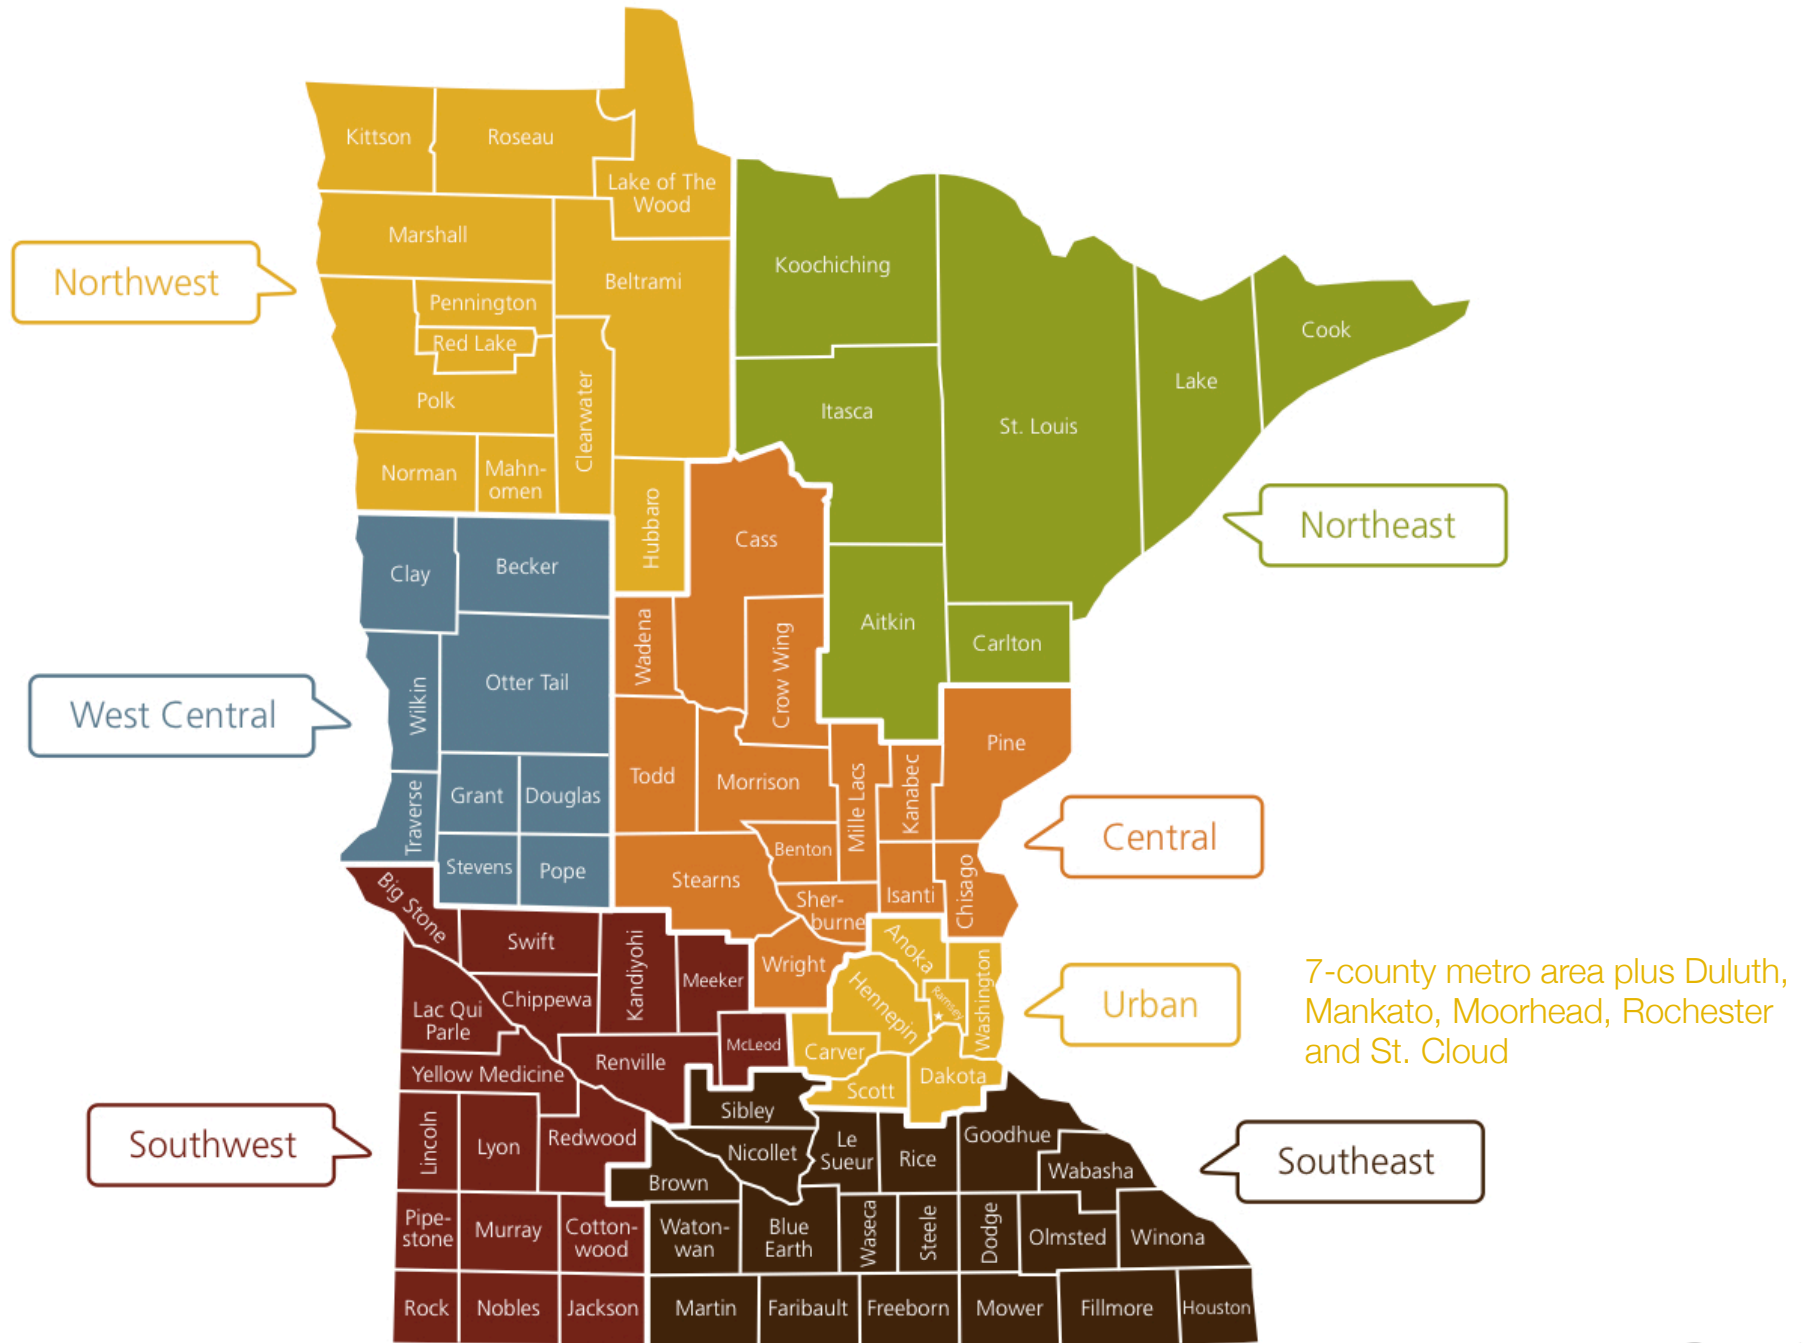 Kittson
Roseau
Lake of The
Wood
Marshall
Northwest
Beltrami
Koochiching
Pennington
Red Lake
Cook
Polk
Clearwater
Lake
Itasca
St. Louis
Norman
Mahn-
omen
Hubbaro
Cass
Northeast
Clay
Becker
Aitkin
Carlton
Wadena
Crow Wing
Otter Tail
Wilkin
West Central
Pine
Todd
Morrison
Mille Lacs
Kanabec
Grant
Douglas
Traverse
Central
Benton
Stevens
Pope
Stearns
Isanti
Chisago
Sher-
burne
Big Stone
Swift
Kandiyohi
Meeker
Wright
Anoka
Hennepin
Ramsey
Washington
7-county metro area plus Duluth,
Mankato, Moorhead, Rochester
and St. Cloud
Urban
Chippewa
Lac Qui
Parle
McLeod
Carver
Renville
Yellow Medicine
Scott
Dakota
Sibley
Southwest
Lincoln
Lyon
Redwood
Nicollet
Le
Sueur
Rice
Goodhue
Wabasha
Southeast
Brown
Pipe-
stone
Murray
Cotton-
wood
Waton-
wan
Blue
Earth
Waseca
Steele
Dodge
Olmsted
Winona
Rock
Nobles
Jackson
Martin
Faribault
Freeborn
Mower
Fillmore
Houston